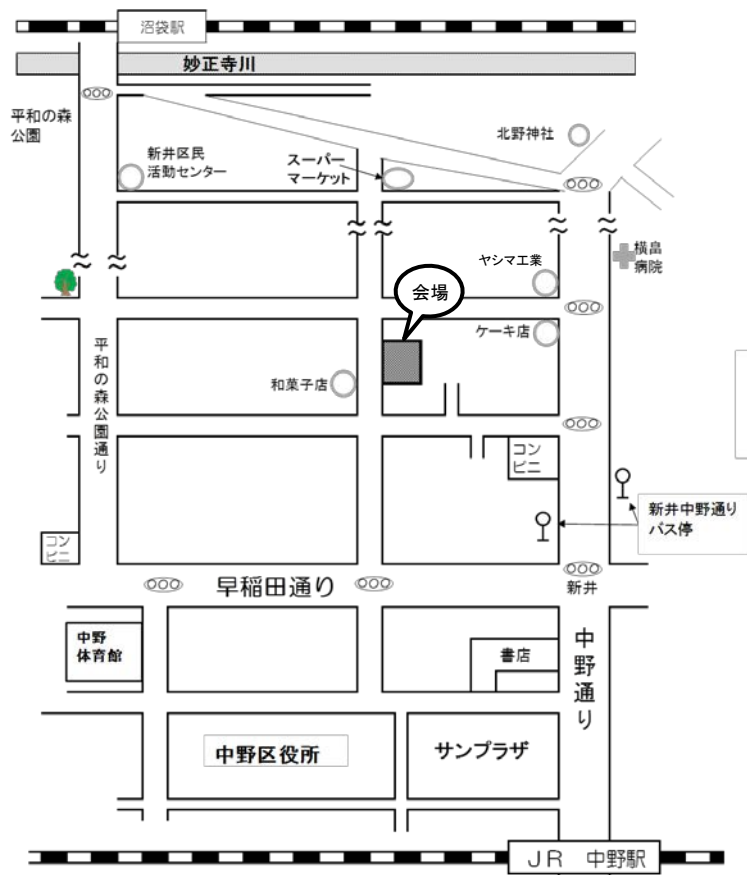 沼袋駅
妙正寺川
平和の森
公園
新井区民
活動センター
スーパー
マーケット
北野神社
横畠
病院
ヤシマ工業
会場
ケーキ店
和菓子店
平和の森公園通り
コン
ビニ
新井中野通り
バス停
コン
ビニ
早稲田通り
新井
中野
体育館
書店
中野通り
中野区役所
サンプラザ
JR 中野駅